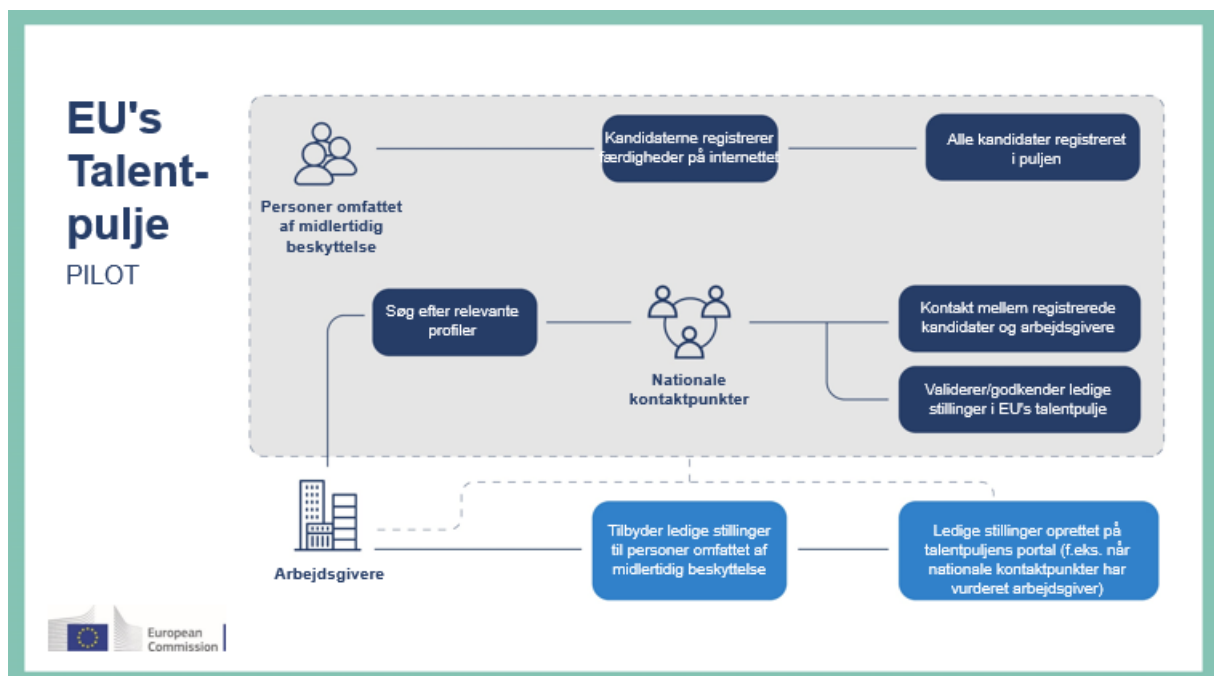 EU's
Talent-
pulje
PILOT
Personer omfattet
af midlertidig
beskyttelse
Kandidaterne registrerer
færdigheder på internettet
Alle kandidater registreret
i puljen
Søg efter relevante
profiler
Nationale
kontaktpunkter
Kontakt mellem registrerede
kandidater og arbejdsgivere
Validerer/godkender ledige
stillinger i EU's talentpulje
Arbejdsgivere
Tilbyder ledige stillinger
til personer omfattet af
midlertidig beskyttelse
Ledige stillinger oprettet på
talentpuljens portal (f.eks. når
nationale kontaktpunkter har
vurderet arbejdsgiver)
European
Commission